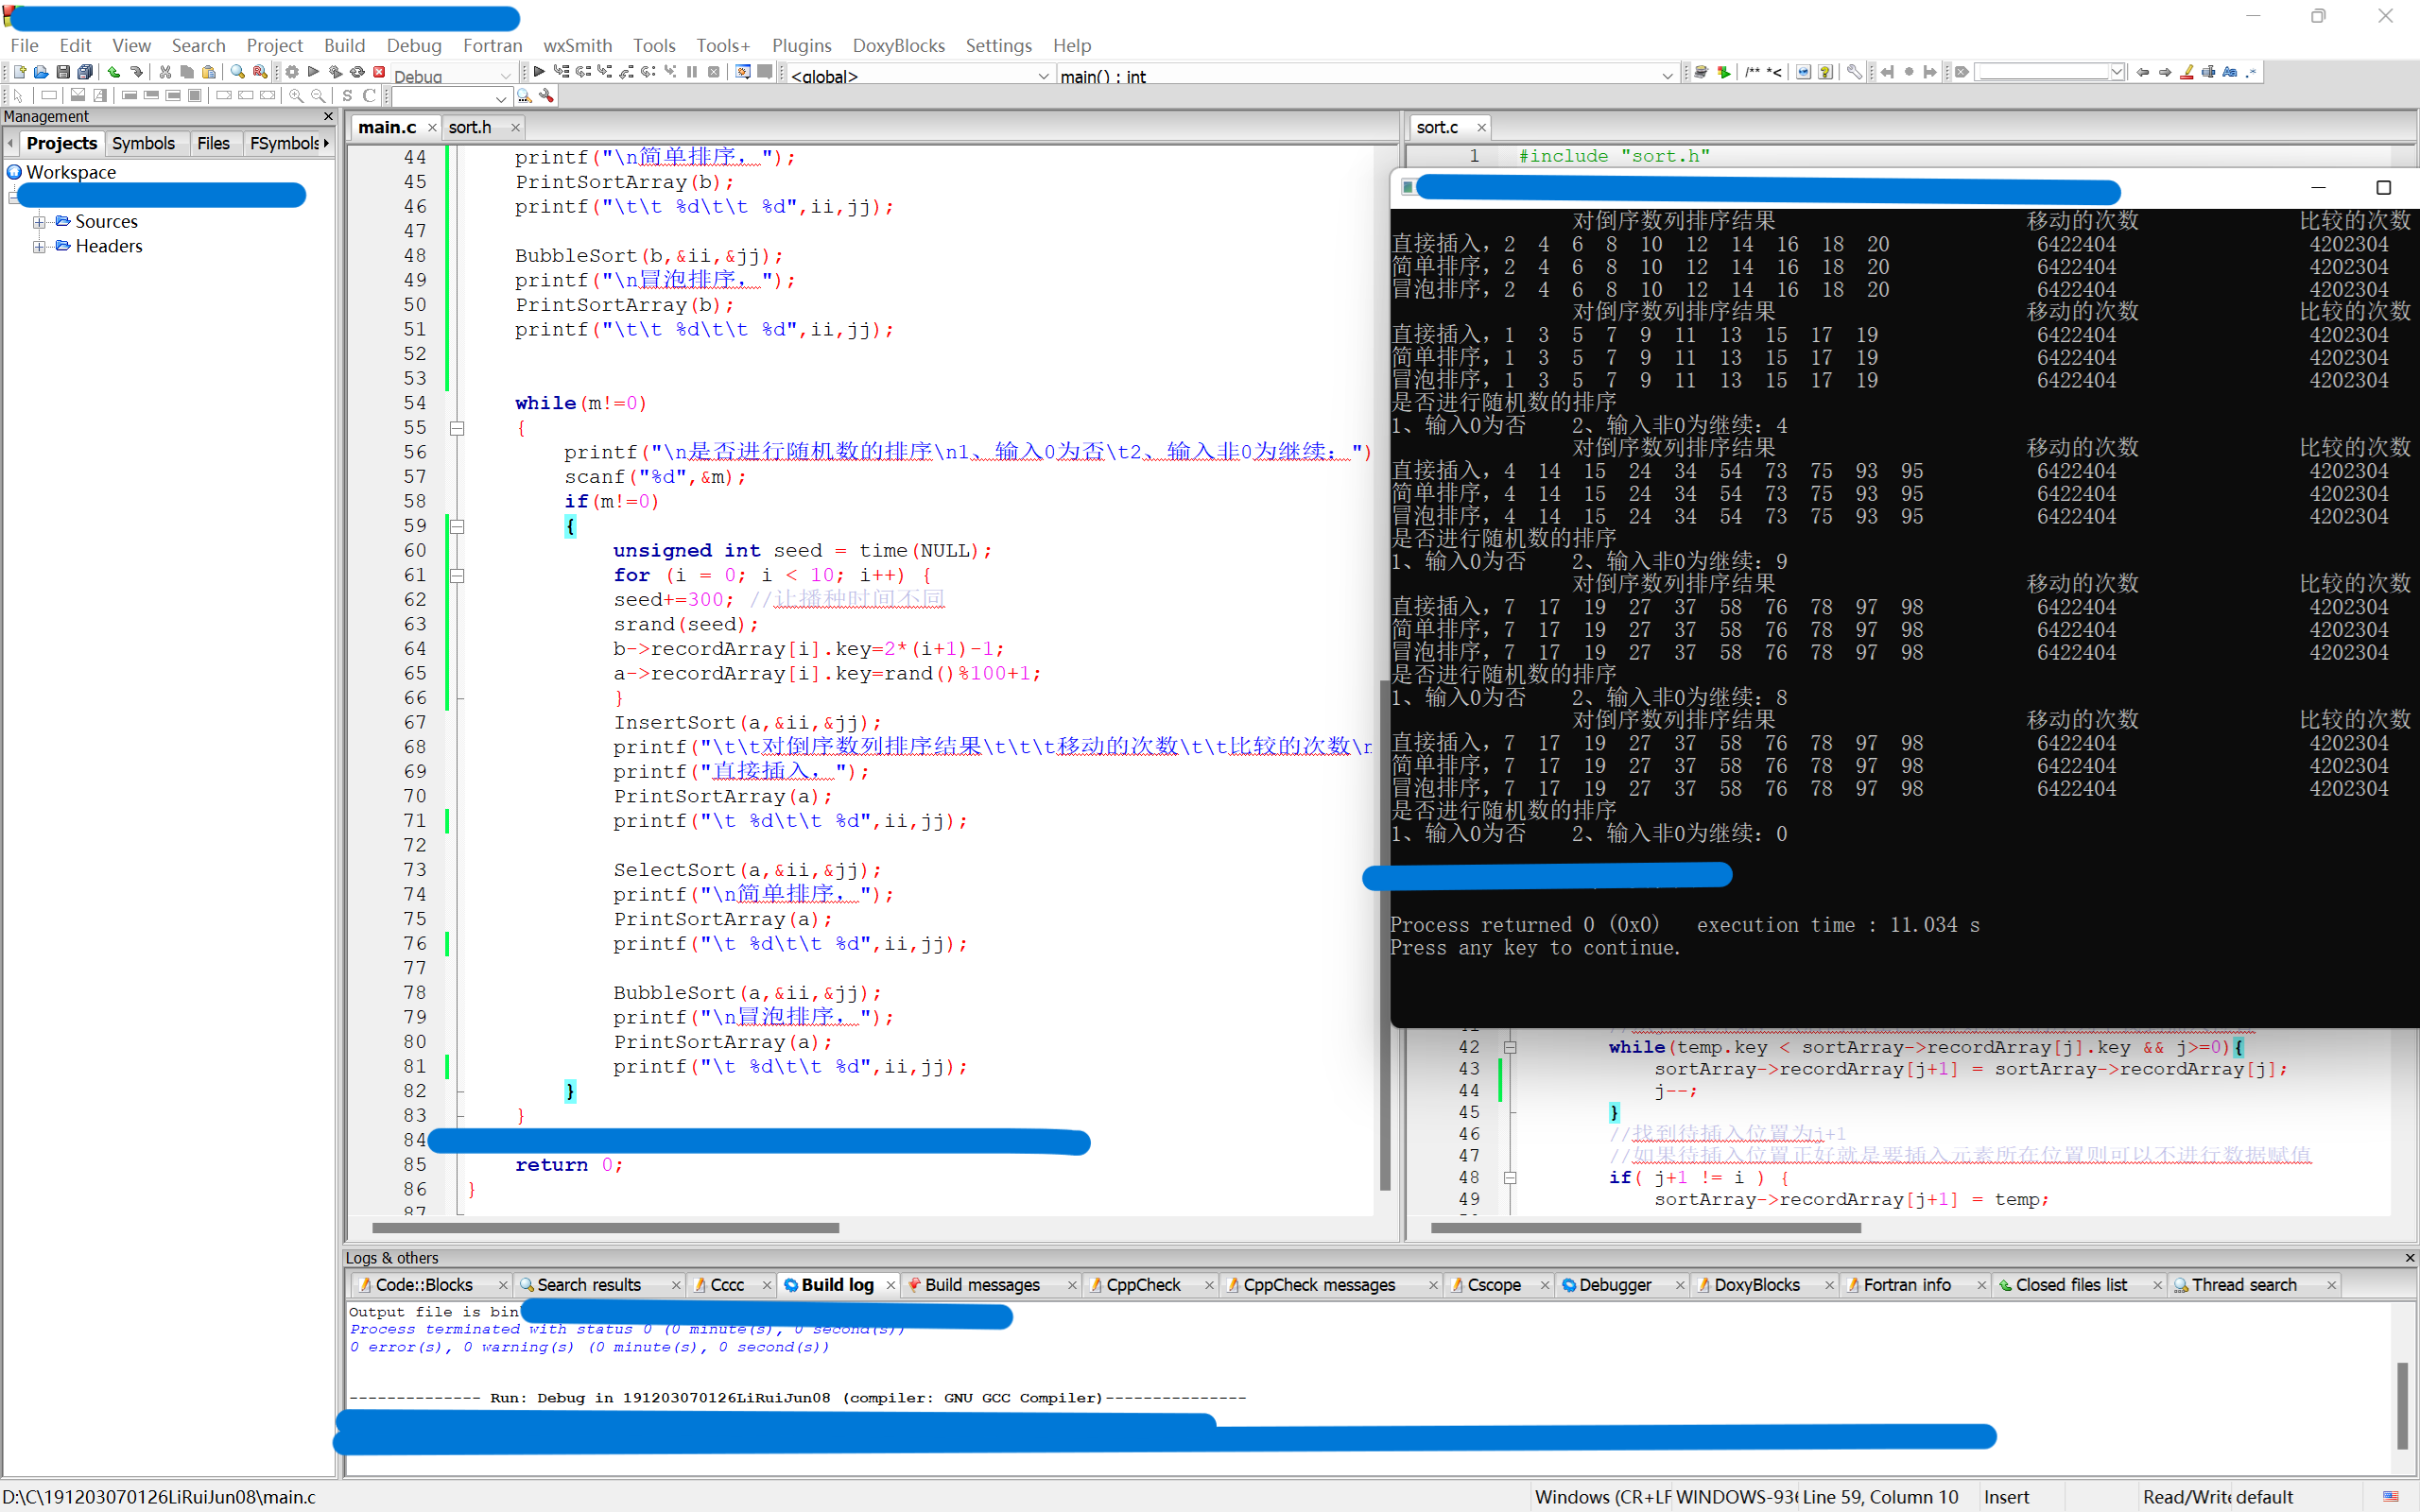 File Edit View Search Project Build Debug Fortran wxSmith Tools Tools+ Plugins DoxyBlocks Settings Help
Debug <global> main() : int /** *<
S C
Management
Projects Symbols Files FSymbols
Workspace
Sources
Headers
main.c sort.h
44 printf("\n简单排序，");
45 PrintSortArray(b);
46 printf("\t\t %d\t\t %d",ii,jj);
47
48 BubbleSort(b,&ii,&jj);
49 printf("\n冒泡排序，");
50 PrintSortArray(b);
51 printf("\t\t %d\t\t %d",ii,jj);
52
53
54 while(m!=0)
55 {
56 printf("\n是否进行随机数的排序\n1、输入0为否\t2、输入非0为继续：")
57 scanf("%d",&m);
58 if(m!=0)
59 {
60 unsigned int seed = time(NULL);
61 for (i = 0; i < 10; i++) {
62 seed+=300; //让播种时间不同
63 srand(seed);
64 b->recordArray[i].key=2*(i+1)-1;
65 a->recordArray[i].key=rand()%100+1;
66 }
67 InsertSort(a,&ii,&jj);
68 printf("\t\t对倒序数列排序结果\t\t\t移动的次数\t\t比较的次数\n
69 printf("直接插入，");
70 PrintSortArray(a);
71 printf("\t %d\t\t %d",ii,jj);
72
73 SelectSort(a,&ii,&jj);
74 printf("\n简单排序，");
75 PrintSortArray(a);
76 printf("\t %d\t\t %d",ii,jj);
77
78 BubbleSort(a,&ii,&jj);
79 printf("\n冒泡排序，");
80 PrintSortArray(a);
81 printf("\t %d\t\t %d",ii,jj);
82 }
83 }
84
85 return 0;
86 }
87
sort.c
1 #include "sort.h"
对倒序数列排序结果 移动的次数 比较的次数
直接插入，2 4 6 8 10 12 14 16 18 20 6422404 4202304
简单排序，2 4 6 8 10 12 14 16 18 20 6422404 4202304
冒泡排序，2 4 6 8 10 12 14 16 18 20 6422404 4202304
对倒序数列排序结果 移动的次数 比较的次数
直接插入，1 3 5 7 9 11 13 15 17 19 6422404 4202304
简单排序，1 3 5 7 9 11 13 15 17 19 6422404 4202304
冒泡排序，1 3 5 7 9 11 13 15 17 19 6422404 4202304
是否进行随机数的排序
1、输入0为否 2、输入非0为继续：4
对倒序数列排序结果 移动的次数 比较的次数
直接插入，4 14 15 24 34 54 73 75 93 95 6422404 4202304
简单排序，4 14 15 24 34 54 73 75 93 95 6422404 4202304
冒泡排序，4 14 15 24 34 54 73 75 93 95 6422404 4202304
是否进行随机数的排序
1、输入0为否 2、输入非0为继续：9
对倒序数列排序结果 移动的次数 比较的次数
直接插入，7 17 19 27 37 58 76 78 97 98 6422404 4202304
简单排序，7 17 19 27 37 58 76 78 97 98 6422404 4202304
冒泡排序，7 17 19 27 37 58 76 78 97 98 6422404 4202304
是否进行随机数的排序
1、输入0为否 2、输入非0为继续：8
对倒序数列排序结果 移动的次数 比较的次数
直接插入，7 17 19 27 37 58 76 78 97 98 6422404 4202304
简单排序，7 17 19 27 37 58 76 78 97 98 6422404 4202304
冒泡排序，7 17 19 27 37 58 76 78 97 98 6422404 4202304
是否进行随机数的排序
1、输入0为否 2、输入非0为继续：0
Process returned 0 (0x0) execution time : 11.034 s
Press any key to continue.
42 while(temp.key < sortArray->recordArray[j].key && j>=0){
43 sortArray->recordArray[j+1] = sortArray->recordArray[j];
44 j--;
45 }
46 //找到待插入位置为j+1
47 //如果待插入位置正好就是要插入元素所在位置则可以不进行数据赋值
48 if( j+1 != i ) {
49 sortArray->recordArray[j+1] = temp;
Logs & others
Code::Blocks Search results Cccc Build log Build messages CppCheck CppCheck messages Cscope Debugger DoxyBlocks Fortran info Closed files list Thread search
Output file is bin
Process terminated with status 0 (0 minute(s), 0 second(s))
0 error(s), 0 warning(s) (0 minute(s), 0 second(s))
-------------- Run: Debug in 191203070126LiRuiJun08 (compiler: GNU GCC Compiler)---------------
D:\C\191203070126LiRuiJun08\main.c Windows (CR+LF WINDOWS-936 Line 59, Column 10 Insert Read/Write default